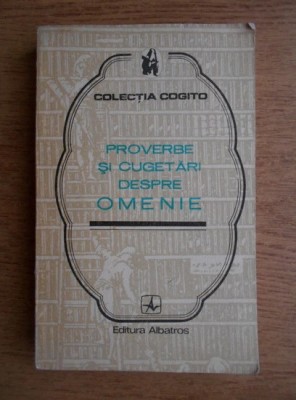 COLECȚIA COGITO
PROVERBE
ȘI CUGETĂRI
DESPRE
OMENIE
Editura Albatros